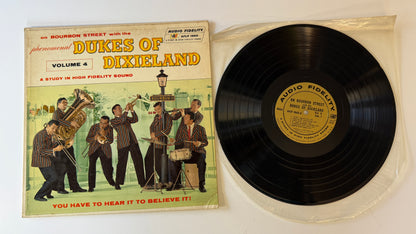 on BOURBON STREET with the
phenomenal DUKES OF
DIXIELAND
VOLUME 4
A STUDY IN HIGH FIDELITY SOUND
AUDIO FIDELITY
YOU HAVE TO HEAR IT TO BELIEVE IT!
AUDIO FIDELITY
ON BOURBON STREET
DUKES OF DIXIELAND